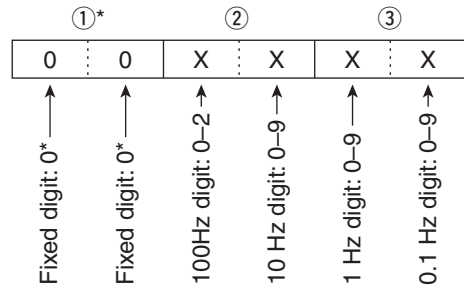 ①* ② ③
0 0 X X X X
Fixed digit: 0*
Fixed digit: 0*
100Hz digit: 0–2
10 Hz digit: 0–9
1 Hz digit: 0–9
0.1 Hz digit: 0–9